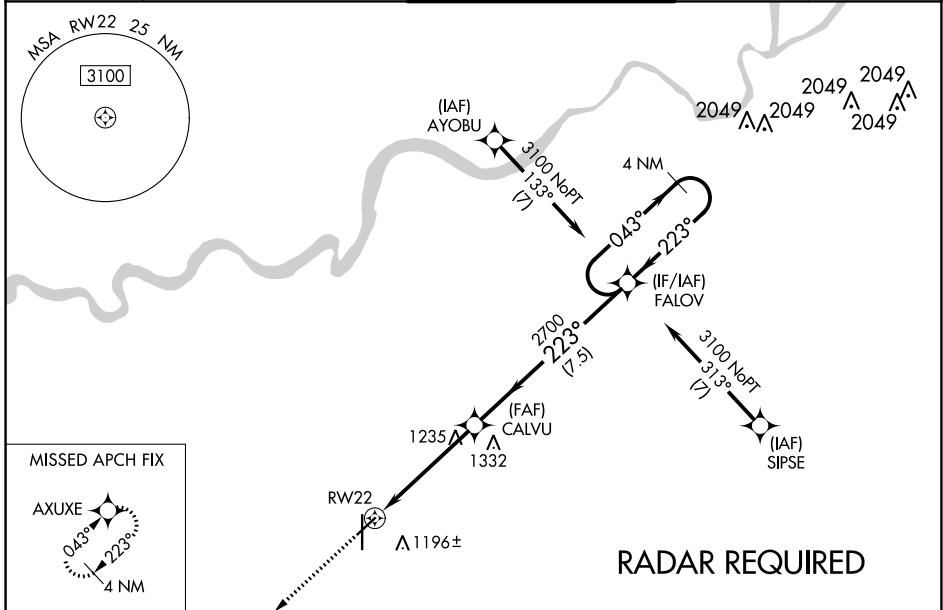 MSA RW22 25 NM
3100
(IAF)
AYOBU
3100 NoPT
133°
(7)
4 NM
043°
223°
(IF/IAF)
FALOV
2049
2049
2049
2049
2049
2700
223°
(7.5)
3100 NoPT
313°
(7)
(IAF)
SIPSE
(FAF)
CALVU
1235
1332
RW22
1196±
MISSED APCH FIX
AXUXE
043°
223°
4 NM
RADAR REQUIRED